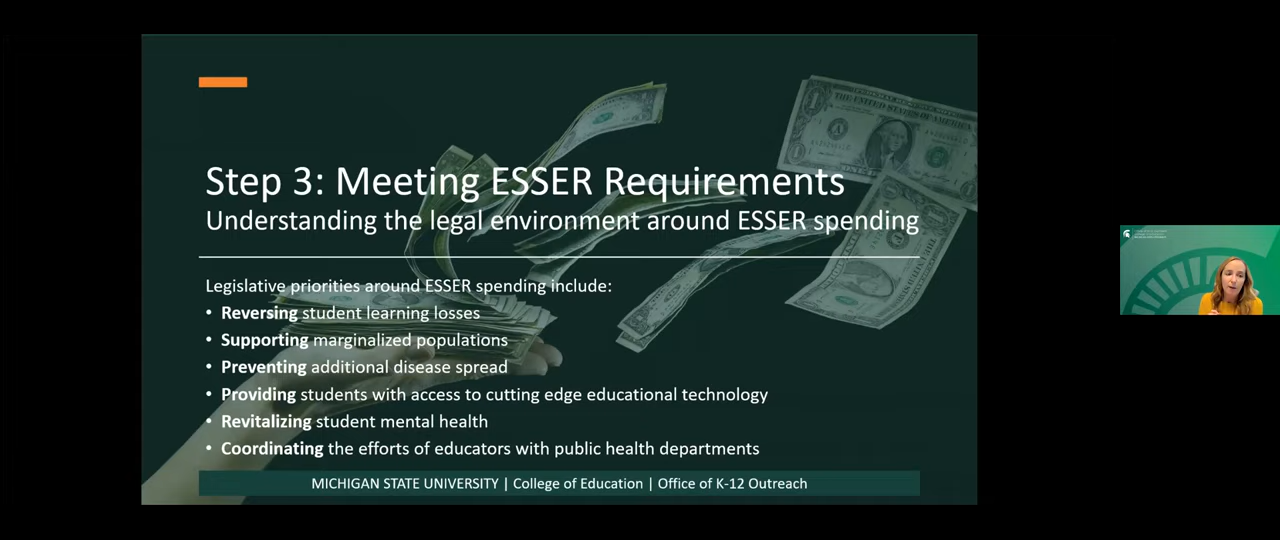 Step 3: Meeting ESSER Requirements
Understanding the legal environment around ESSER spending
Legislative priorities around ESSER spending include:
• Reversing student learning losses
• Supporting marginalized populations
• Preventing additional disease spread
• Providing students with access to cutting edge educational technology
• Revitalizing student mental health
• Coordinating the efforts of educators with public health departments
MICHIGAN STATE UNIVERSITY | College of Education | Office of K-12 Outreach